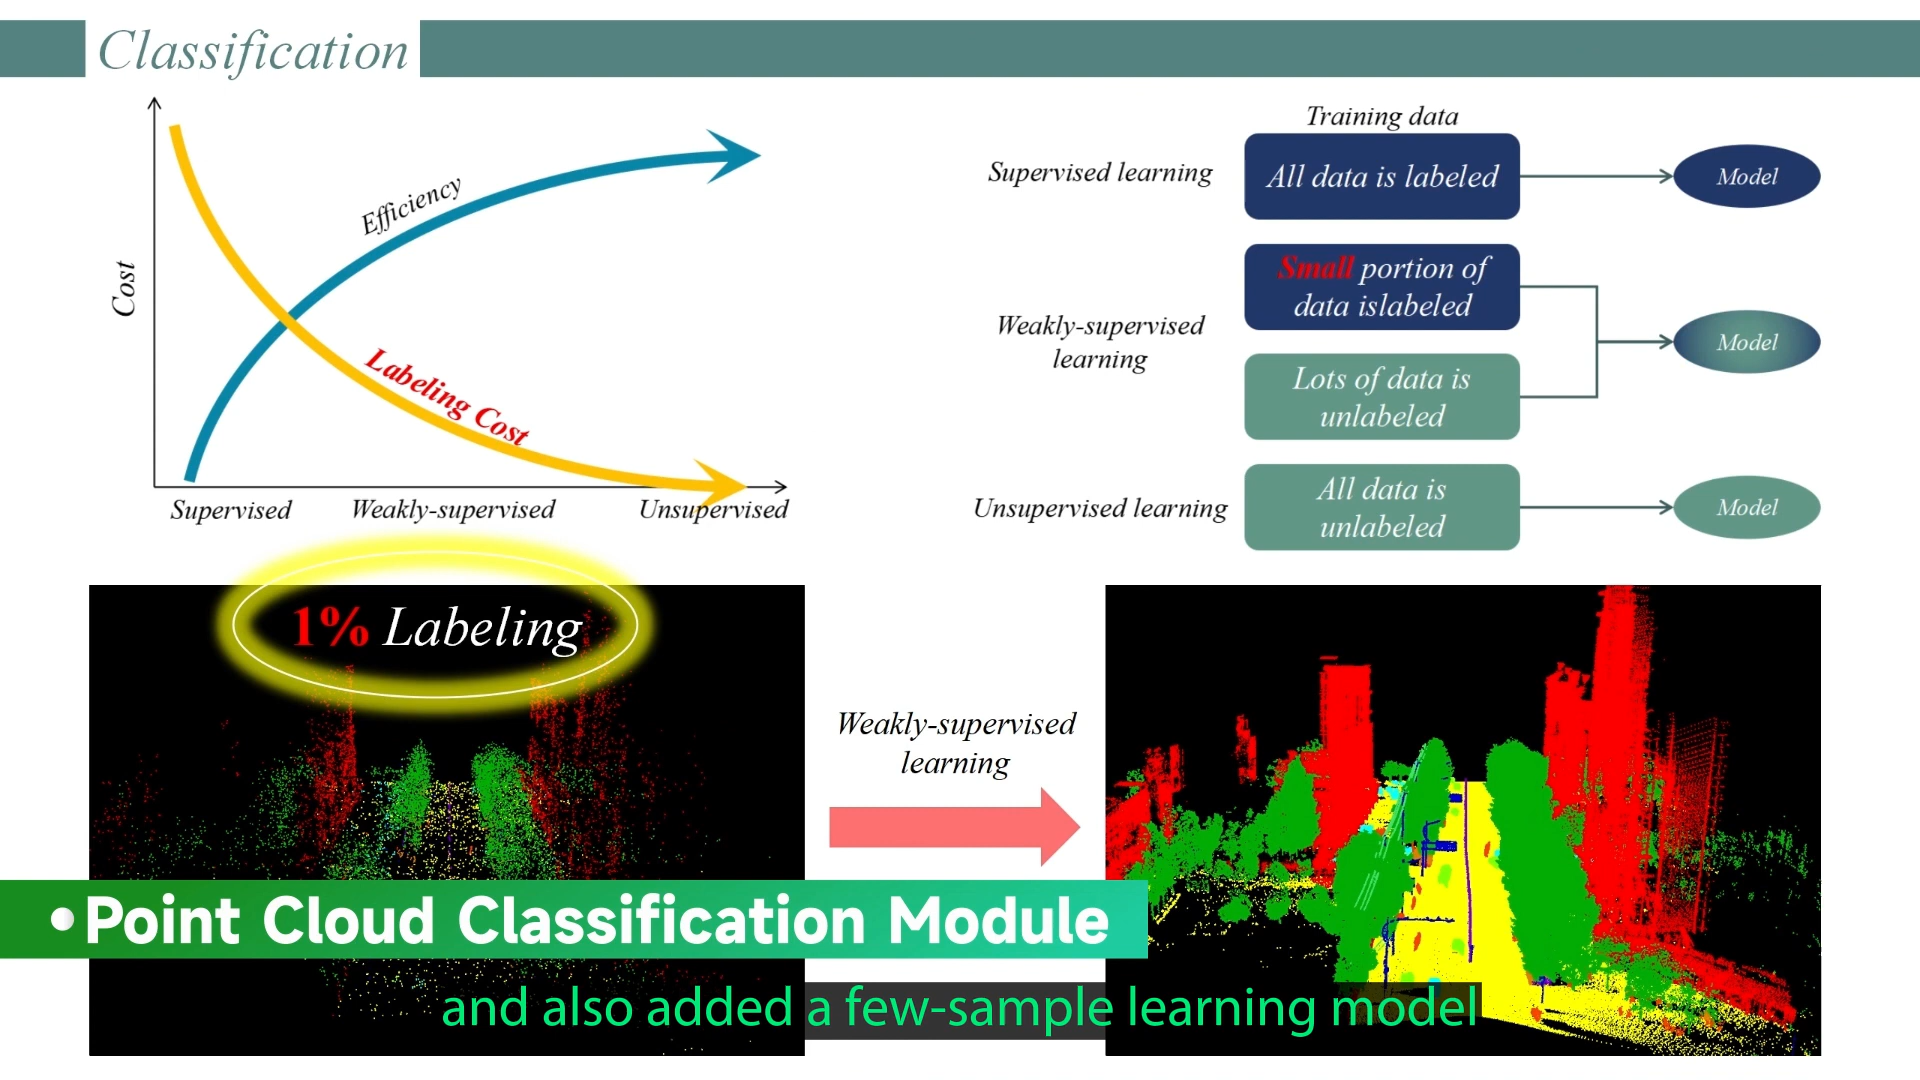 Classification
Cost
Efficiency
Labeling Cost
Supervised
Weakly-supervised
Unsupervised
Training data
Supervised learning
All data is labeled
Model
Weakly-supervised
learning
Small portion of
data islabeled
Lots of data is
unlabeled
Model
Unsupervised learning
All data is
unlabeled
Model
1% Labeling
Weakly-supervised
learning
•Point Cloud Classification Module
and also added a few-sample learning model